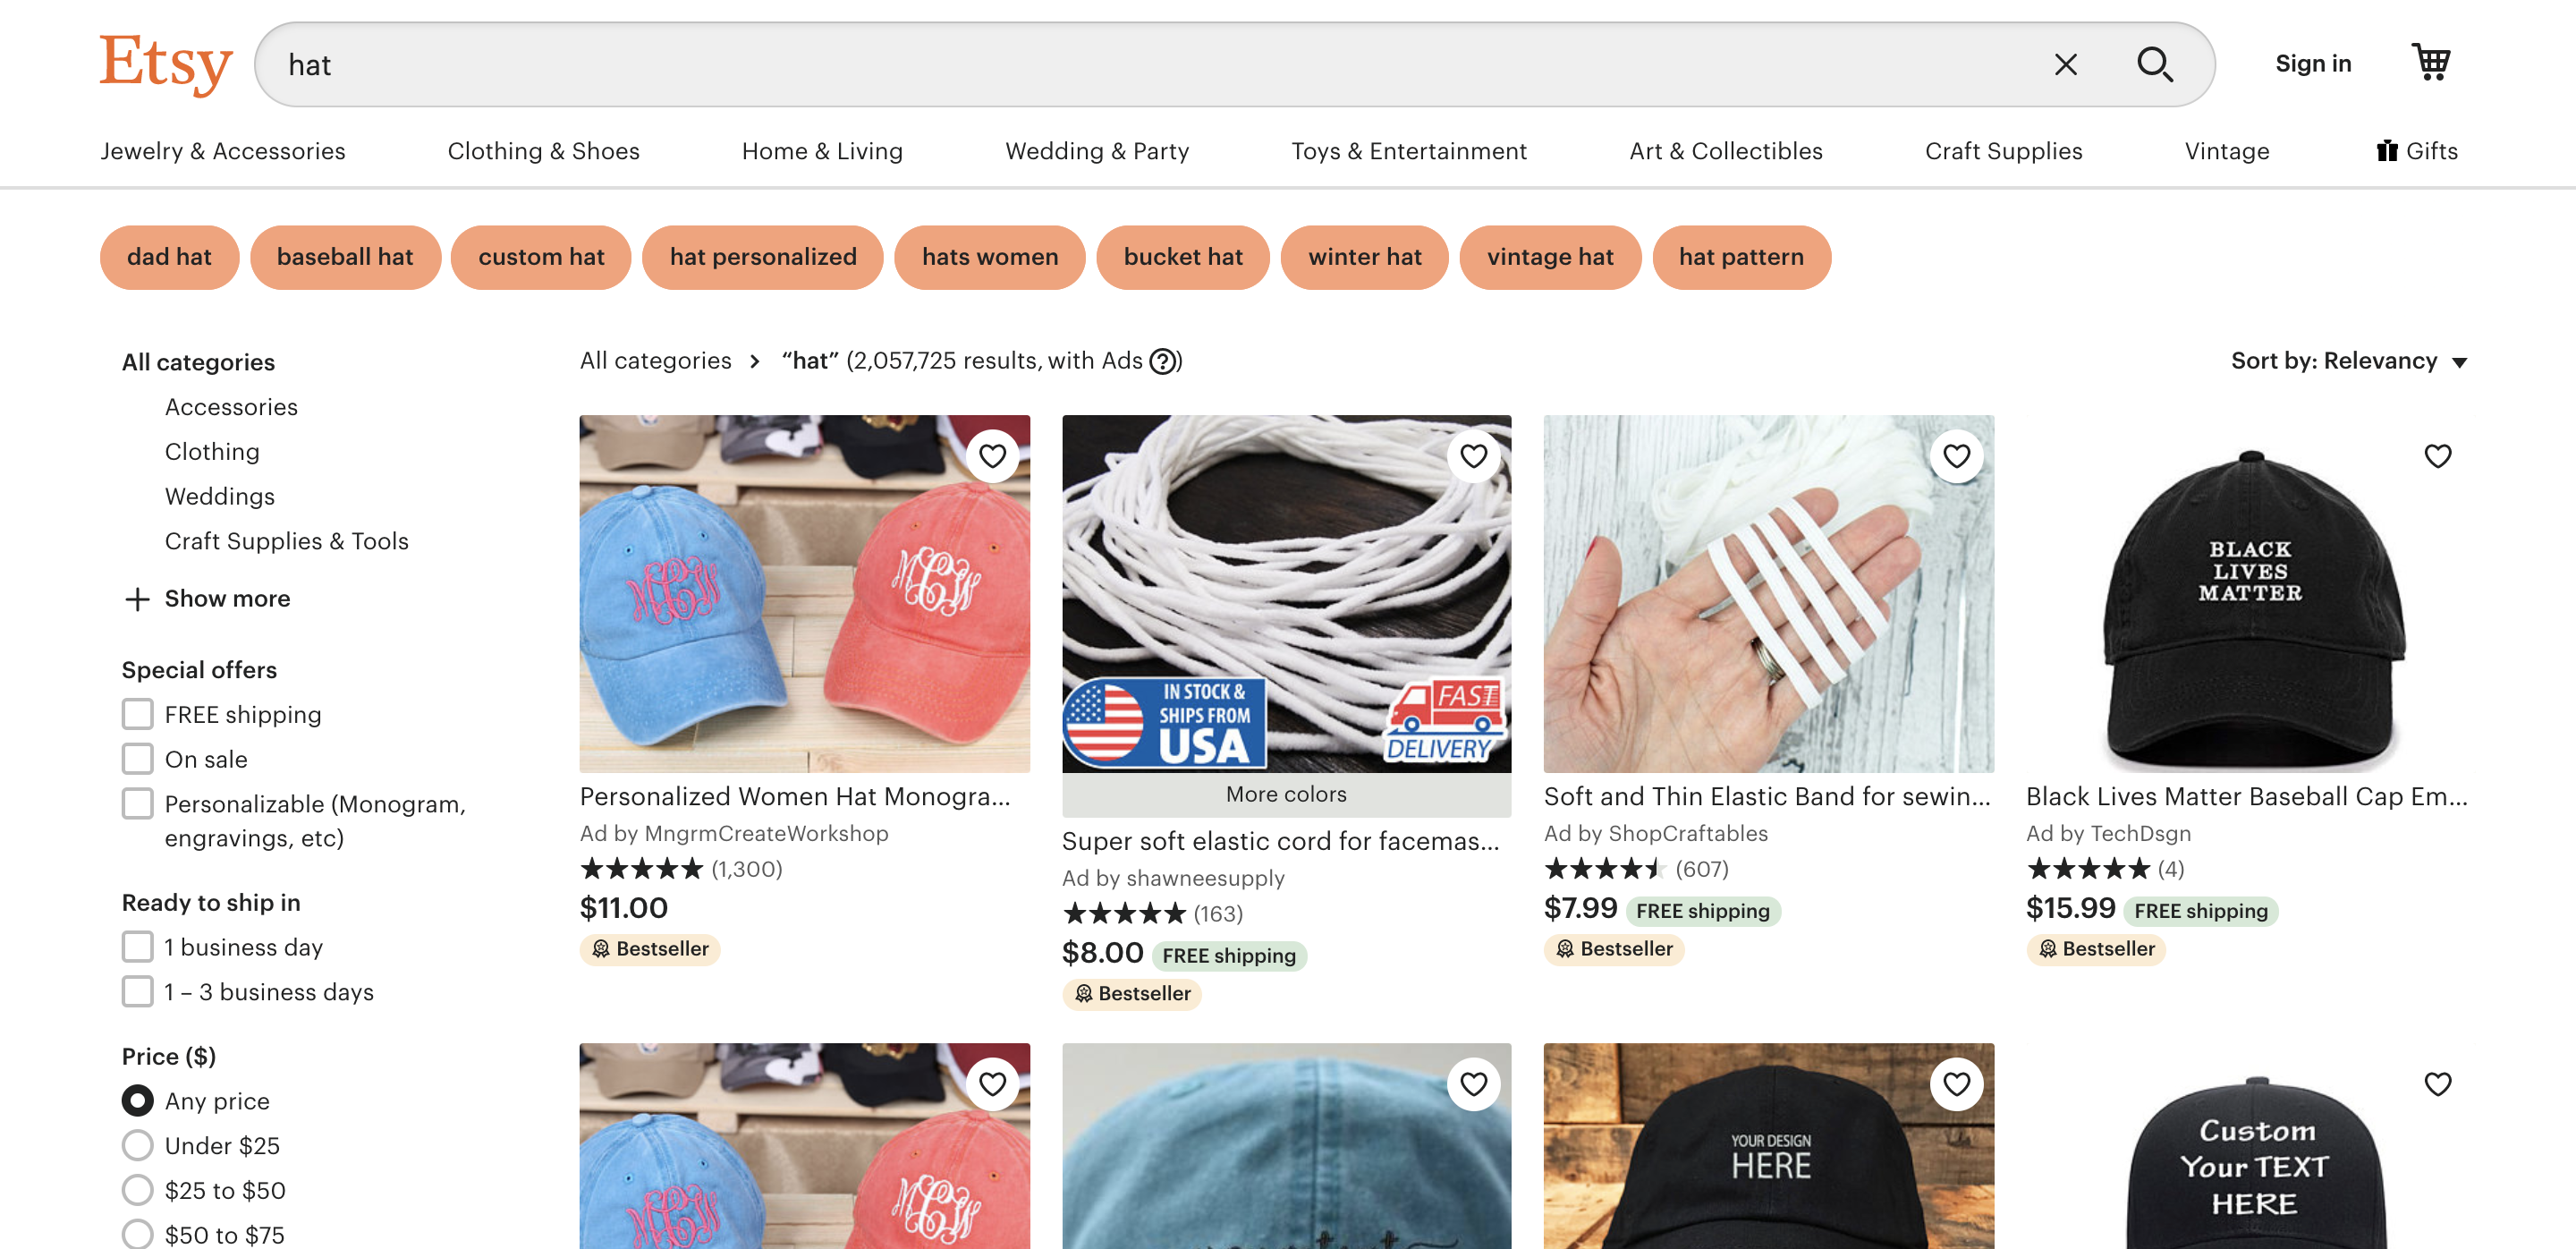 Etsy
hat
Sign in
Jewelry & Accessories
Clothing & Shoes
Home & Living
Wedding & Party
Toys & Entertainment
Art & Collectibles
Craft Supplies
Vintage
Gifts
dad hat
baseball hat
custom hat
hat personalized
hats women
bucket hat
winter hat
vintage hat
hat pattern
All categories
Accessories
Clothing
Weddings
Craft Supplies & Tools
Show more
Special offers
FREE shipping
On sale
Personalizable (Monogram,
engravings, etc)
Ready to ship in
1 business day
1 – 3 business days
Price ($)
Any price
Under $25
$25 to $50
$50 to $75
All categories > “hat” (2,057,725 results, with Ads ?)
Sort by: Relevancy
MCW
MCW
Personalized Women Hat Monogra...
Ad by MngrmCreateWorkshop
(1,300)
$11.00
Bestseller
IN STOCK &
SHIPS FROM
USA
FAST
DELIVERY
More colors
Super soft elastic cord for facemas...
Ad by shawneesupply
(163)
$8.00 FREE shipping
Bestseller
Soft and Thin Elastic Band for sewin...
Ad by ShopCraftables
(607)
$7.99 FREE shipping
Bestseller
BLACK
LIVES
MATTER
Black Lives Matter Baseball Cap Em...
Ad by TechDsgn
(4)
$15.99 FREE shipping
Bestseller
MCW
MCW
YOUR DESIGN
HERE
Custom
Your TEXT
HERE